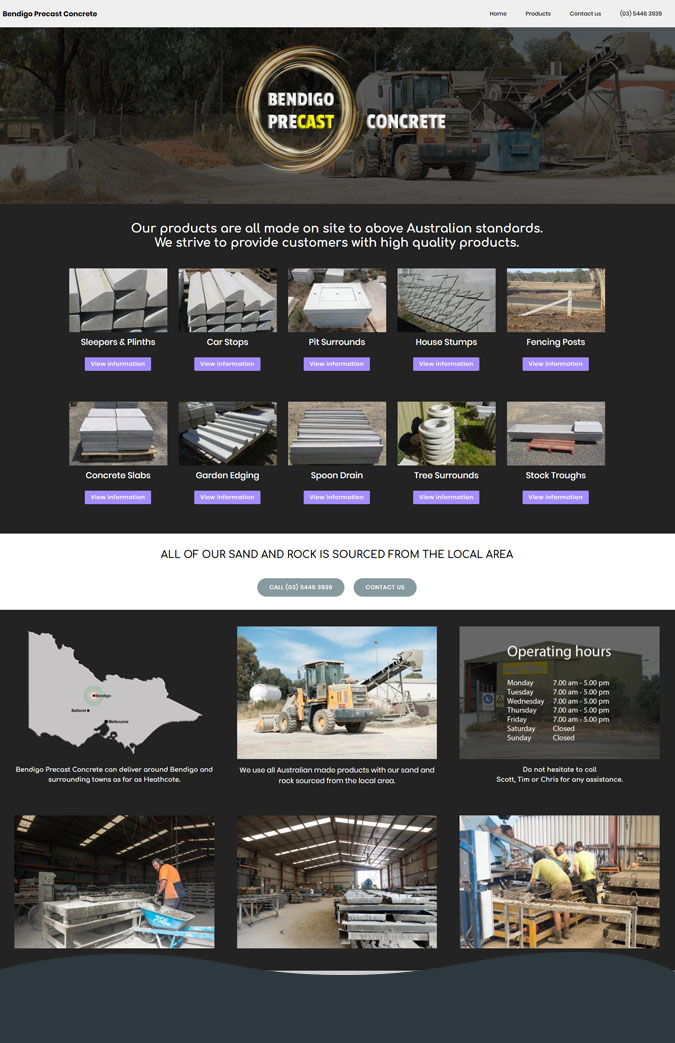 Bendigo Precast Concrete
Home Products Contact us (03) 5446 3939
BENDIGO
PRECAST CONCRETE
Our products are all made on site to above Australian standards.
We strive to provide customers with high quality products.
Sleepers & Plinths Car Stops Pit Surrounds House Stumps Fencing Posts
View information View information View information View information View information
Concrete Slabs Garden Edging Spoon Drain Tree Surrounds Stock Troughs
View information View information View information View information View information
ALL OF OUR SAND AND ROCK IS SOURCED FROM THE LOCAL AREA
CALL (03) 5446 3939 CONTACT US
Bendigo
Ballarat
Melbourne
Bendigo Precast Concrete can deliver around Bendigo and
surrounding towns as far as Heathcote.
We use all Australian made products with our sand and
rock sourced from the local area.
Operating hours
Monday 7.00 am - 5.00 pm
Tuesday 7.00 am - 5.00 pm
Wednesday 7.00 am - 5.00 pm
Thursday 7.00 am - 5.00 pm
Friday 7.00 am - 5.00 pm
Saturday Closed
Sunday Closed
Do not hesitate to call
Scott, Tim or Chris for any assistance.